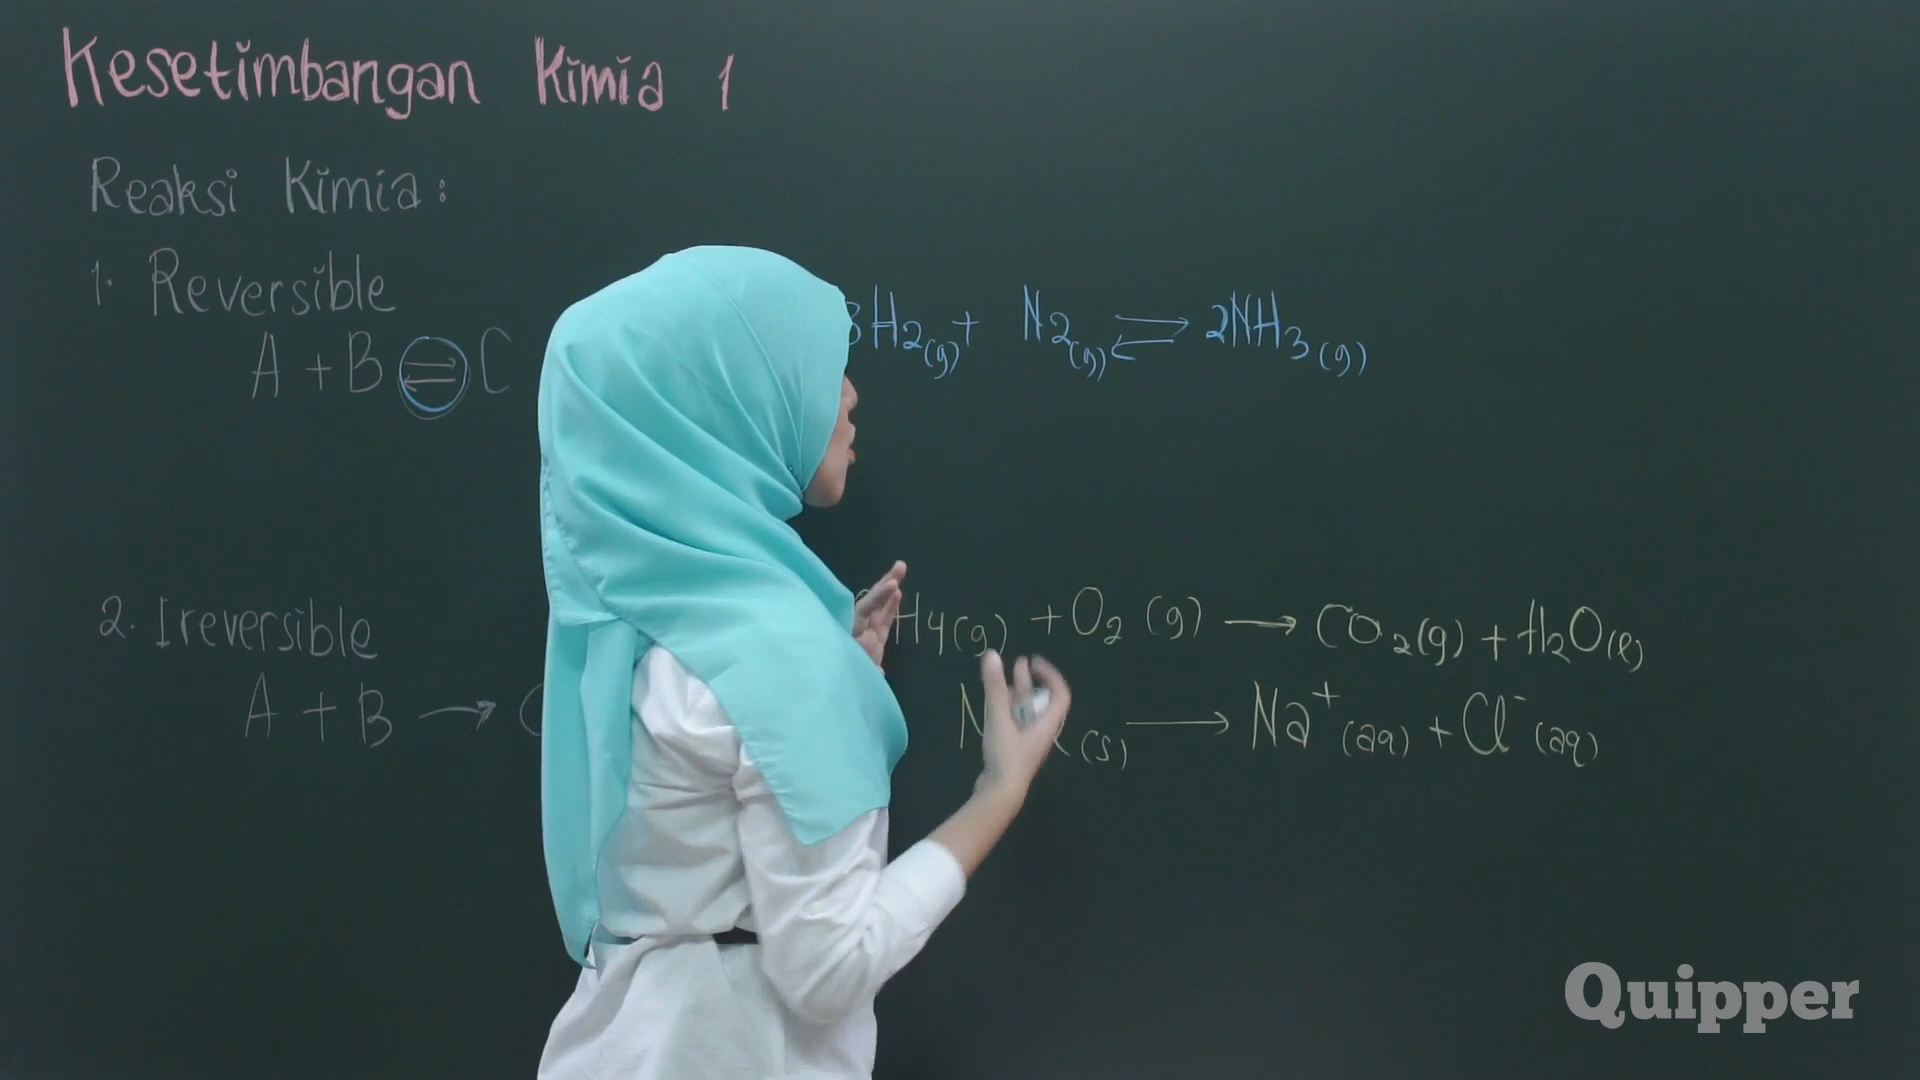 Kesetimbangan Kimia 1
Reaksi Kimia:
1. Reversible
A + B ⇌ C
3H₂(g) + N₂(g) ⇌ 2NH₃(g)
2. Ireversible
A + B → C
H₄(g) + O₂(g) → CO₂(g) + H₂O(l)
(s) → Na⁺(aq) + Cl⁻(aq)
Quipper